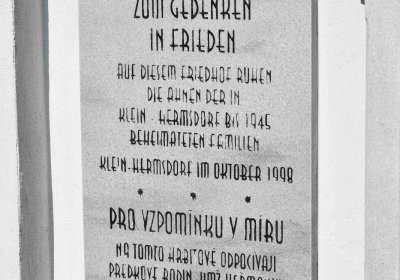 ZUM GEDENKEN
IN FRIEDEN
AUF DIESEM FRIEDHOF RUHEN
DIE AHNEN DER IN
KLEIN-HERMSDORF BIS 1945
BEHEIMATETEN FAMILIEN
KLEIN-HERMSDORF IM OKTOBER 1998
* * *
PRO VZPOMÍNKU V MÍRU
NA TOMTO HŘBITOVĚ ODPOČÍVAJÍ
PŘEDKOVÉ RODIN,